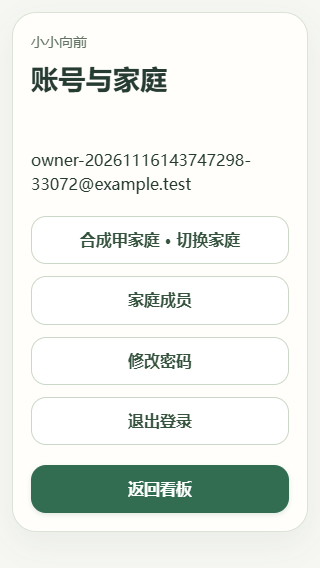 小小向前
账号与家庭
owner-20261116143747298-
33072@example.test
合成甲家庭 • 切换家庭
家庭成员
修改密码
退出登录
返回看板